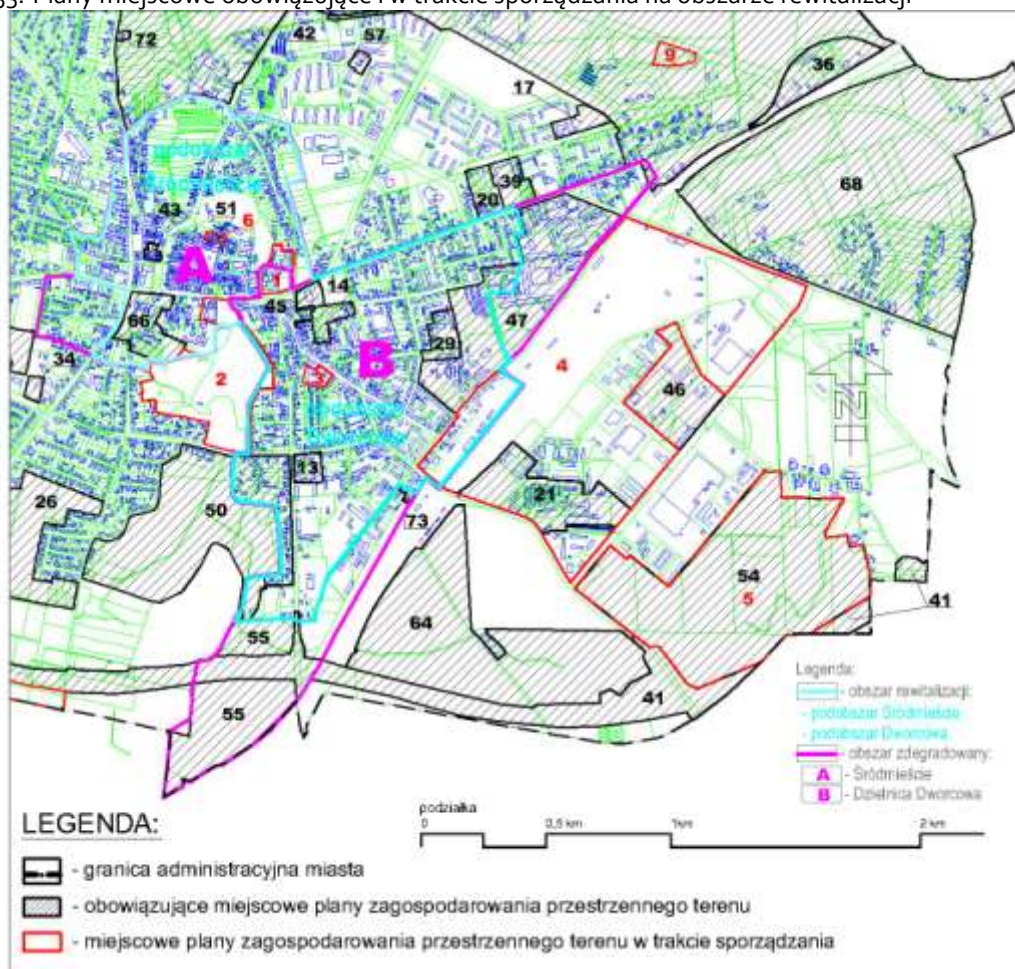 Plany miejscowe obowiązujące i w trakcie sporządzania na obszarze rewitalizacji
72
42
57
9
36
17
68
39
20
43
51
6
A
1
14
45
47
66
29
B
34
2
3
4
46
13
26
50
21
73
54
5
41
64
55
55
41
Legenda:
- obszar rewitalizacji:
- podobszar Śródmieście
- podobszar Dworcowa
- obszar zdegradowany:
A - Śródmieście
B - Dzielnica Dworcowa
podziałka
0 0,5 km 1km 2 km
LEGENDA:
- granica administracyjna miasta
- obowiązujące miejscowe plany zagospodarowania przestrzennego terenu
- miejscowe plany zagospodarowania przestrzennego terenu w trakcie sporządzania